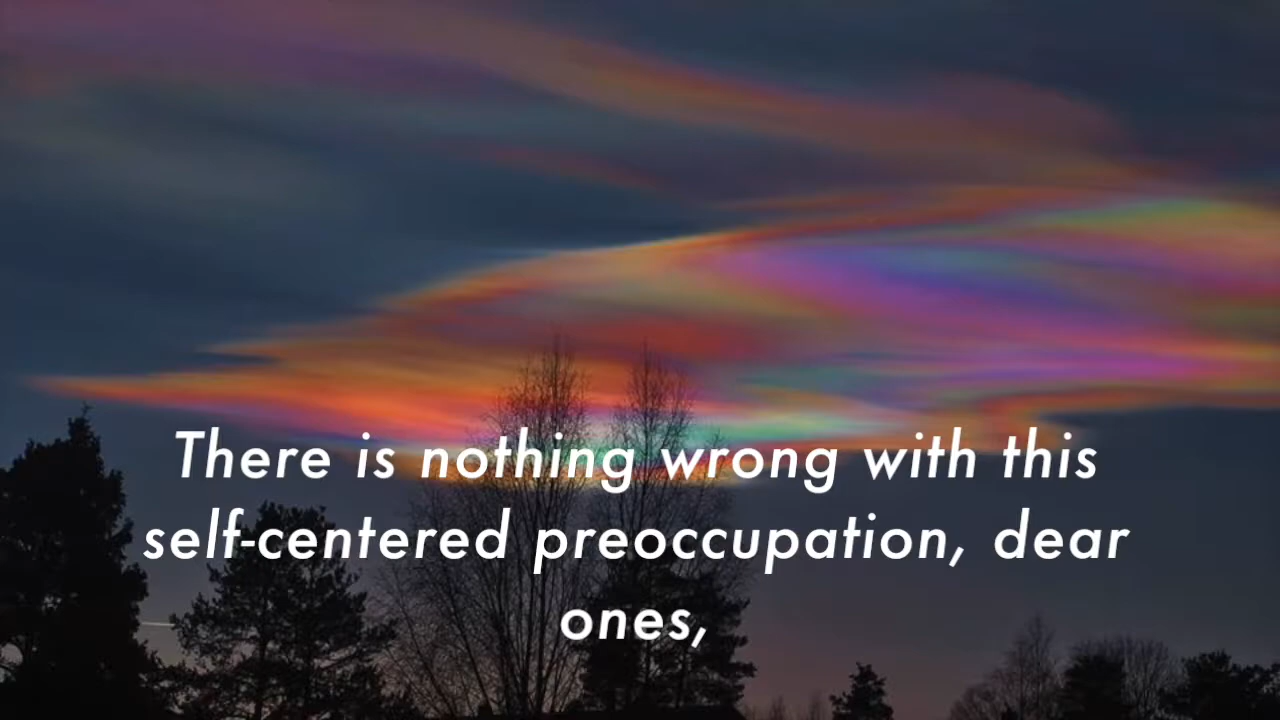 There is nothing wrong with this
self-centered preoccupation, dear
ones,